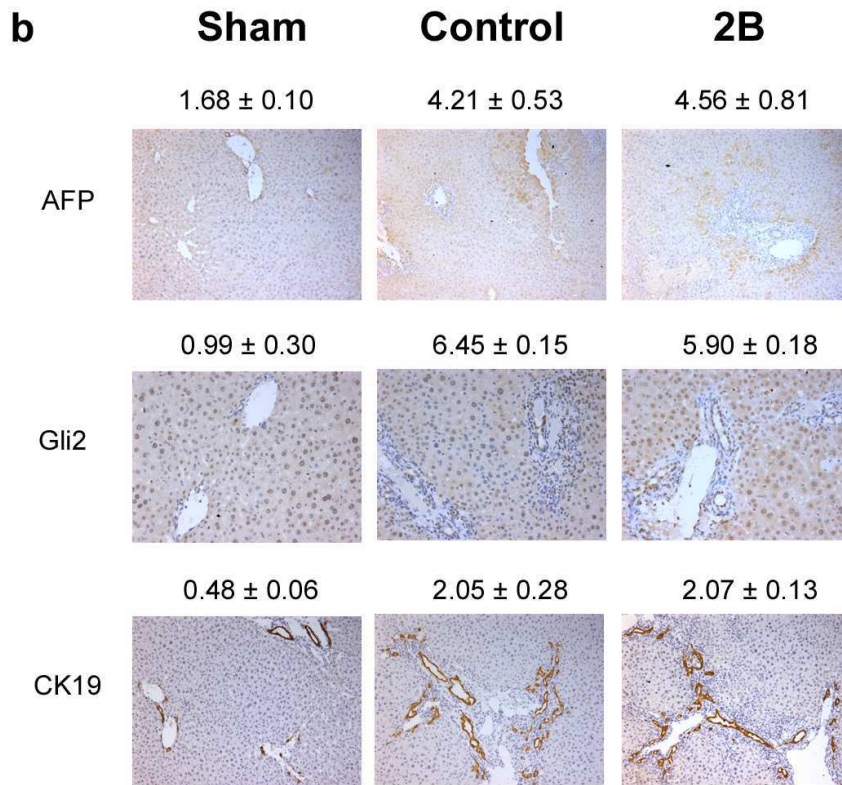 b Sham Control 2B
1.68 ± 0.10 4.21 ± 0.53 4.56 ± 0.81
AFP
0.99 ± 0.30 6.45 ± 0.15 5.90 ± 0.18
Gli2
0.48 ± 0.06 2.05 ± 0.28 2.07 ± 0.13
CK19